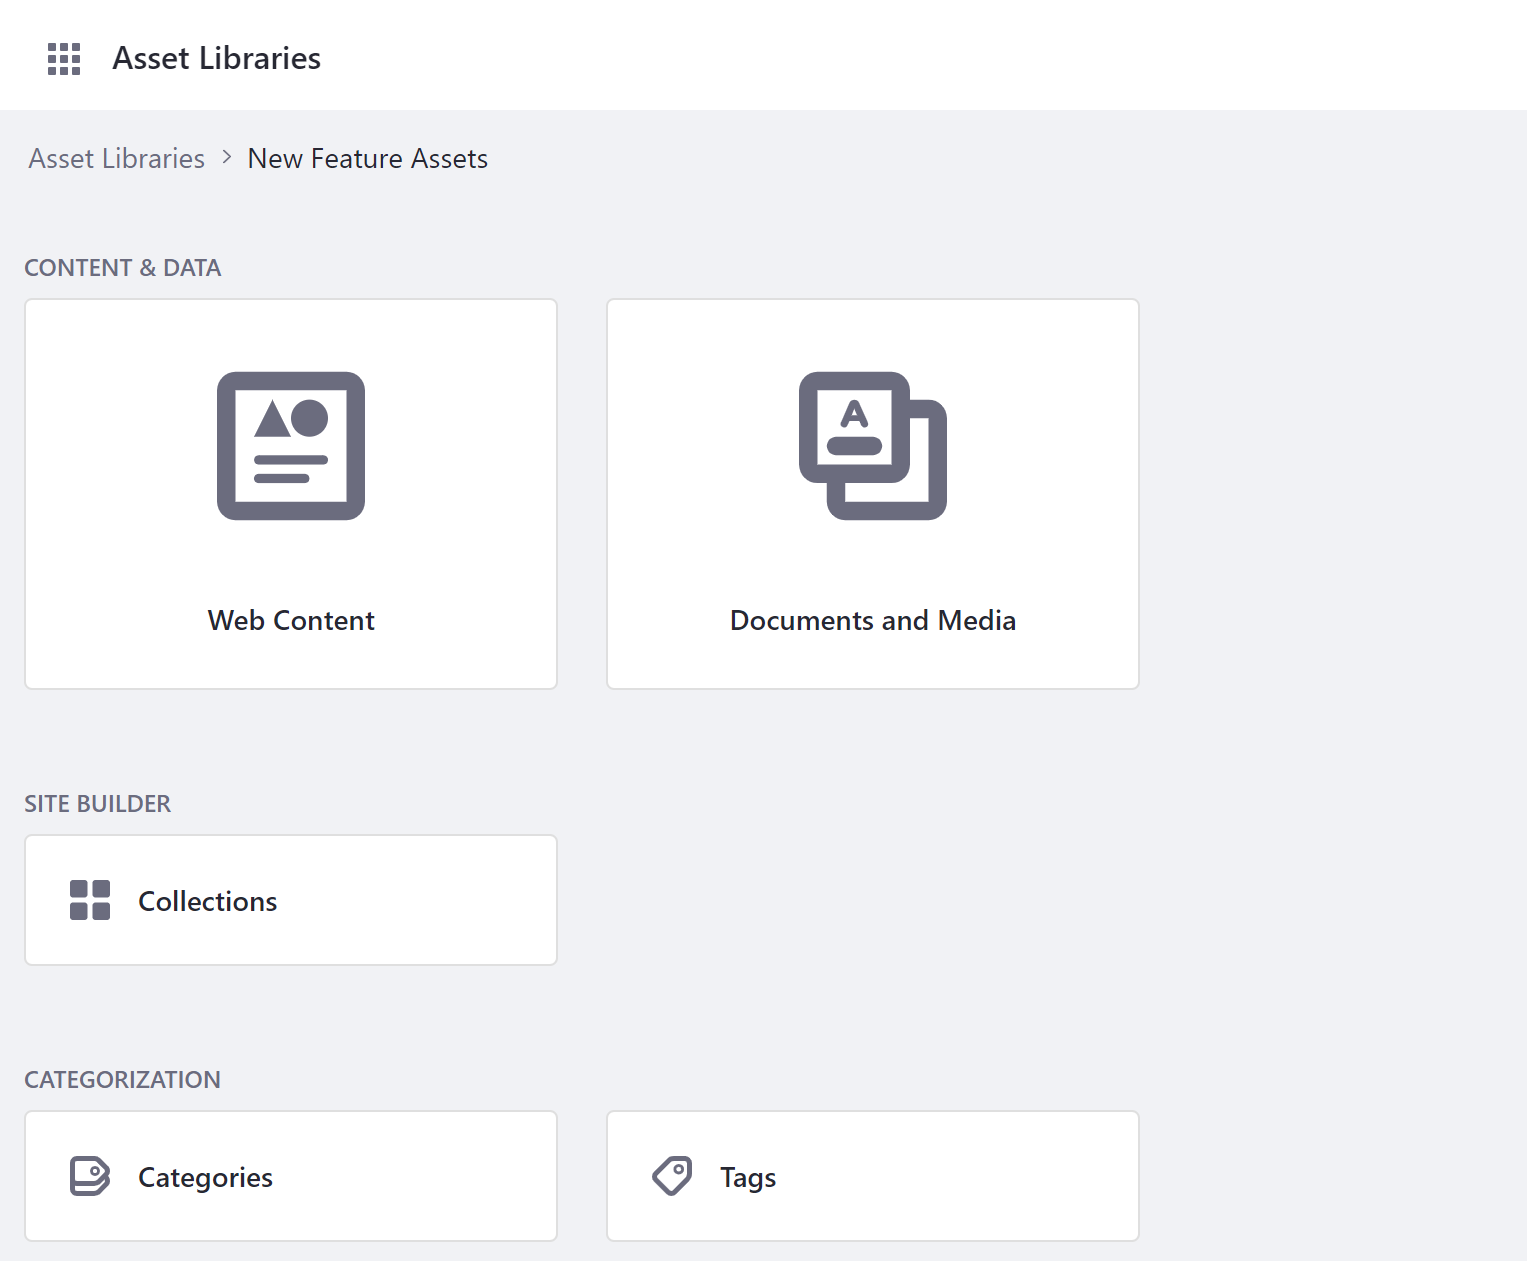 Asset Libraries
Asset Libraries > New Feature Assets
CONTENT & DATA
Web Content
Documents and Media
SITE BUILDER
Collections
CATEGORIZATION
Categories
Tags